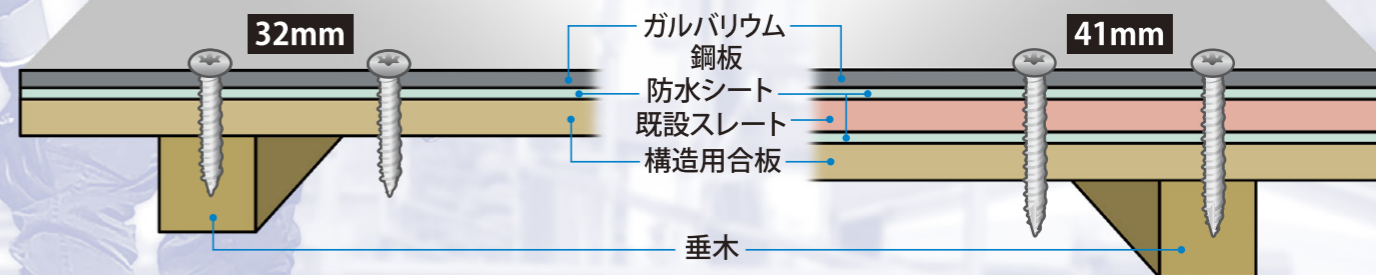 32mm
41mm
ガルバリウム
鋼板
防水シート
既設スレート
構造用合板
垂木